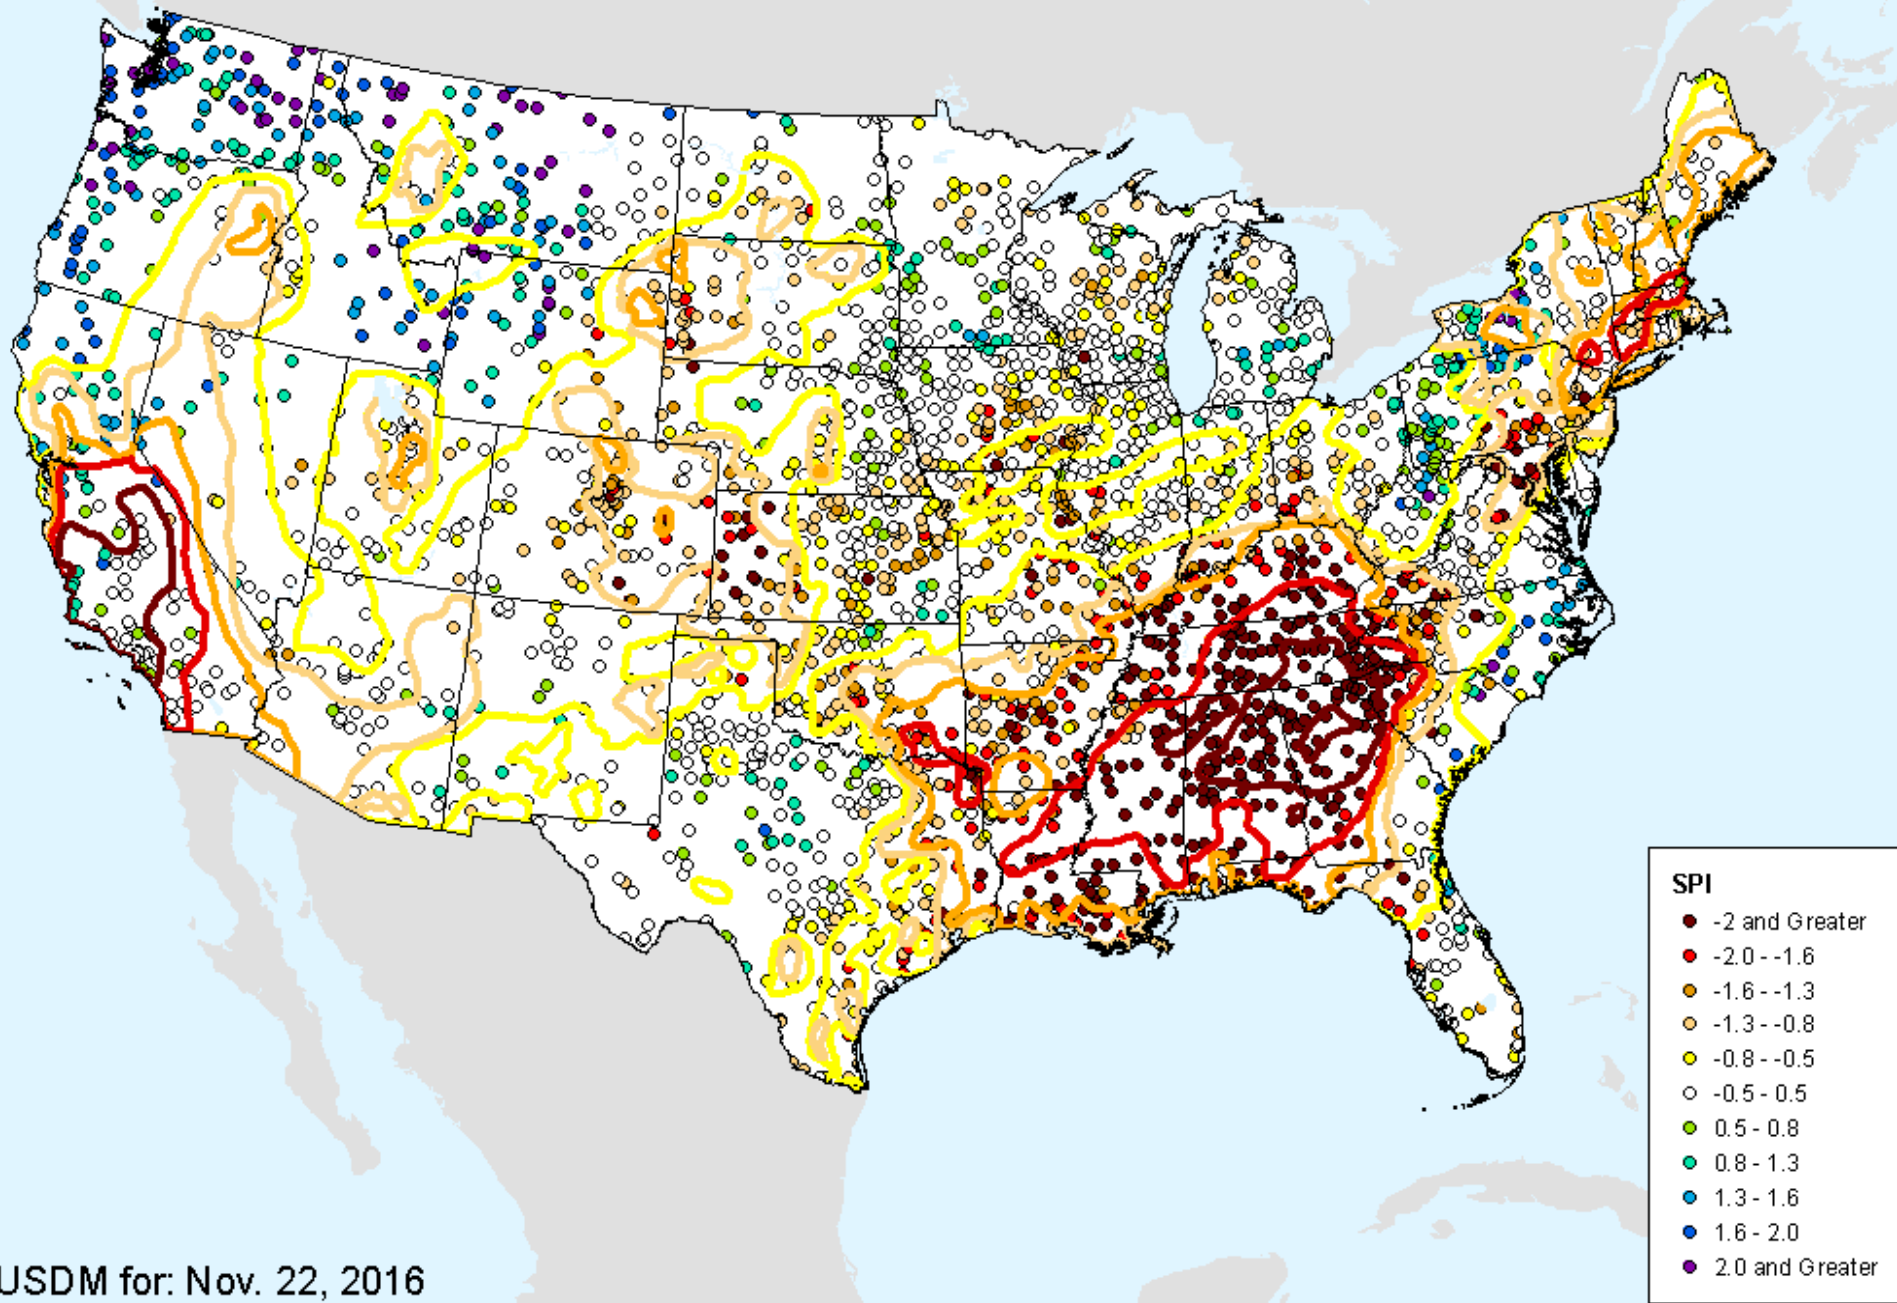 SPI
-2 and Greater
-2.0 - -1.6
-1.6 - -1.3
-1.3 - -0.8
-0.8 - -0.5
-0.5 - 0.5
0.5 - 0.8
0.8 - 1.3
1.3 - 1.6
1.6 - 2.0
2.0 and Greater
USDM for: Nov. 22, 2016